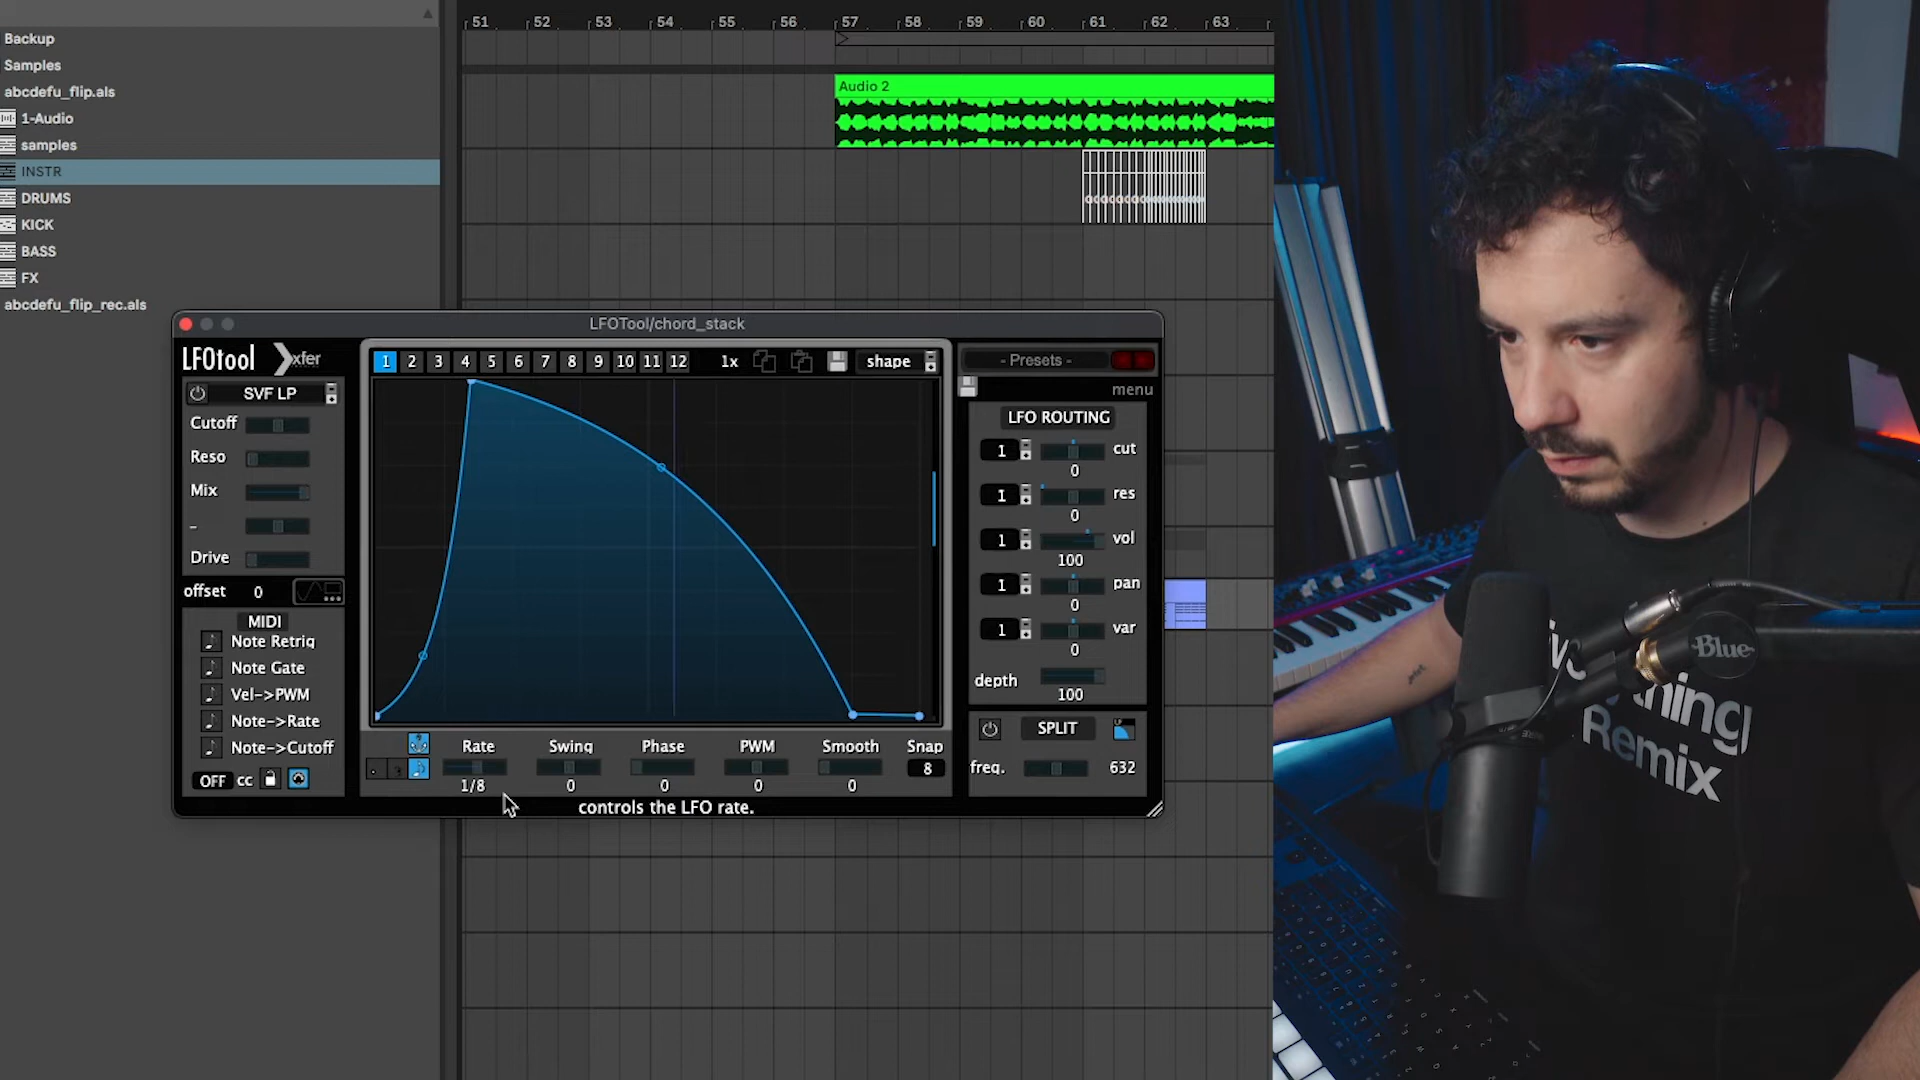 51 52 53 54 55 56 57 58 59 60 61 62 63
Backup
Samples
abcdefu_flip.als
1-Audio
samples
INSTR
DRUMS
KICK
BASS
FX
abcdefu_flip_rec.als
Audio 2
LFOTool/chord_stack
LFOtool xfer
1 2 3 4 5 6 7 8 9 10 11 12 1x shape
- Presets -
menu
SVF LP
Cutoff
Reso
Mix
-
Drive
offset 0
MIDI
Note Retrig
Note Gate
Vel->PWM
Note->Rate
Note->Cutoff
OFF cc
Rate Swing Phase PWM Smooth Snap
1/8 0 0 0 0 8
controls the LFO rate.
LFO ROUTING
1 cut
0
1 res
0
1 vol
100
1 pan
0
1 var
0
depth
100
SPLIT
freq. 632
Blue
Remix